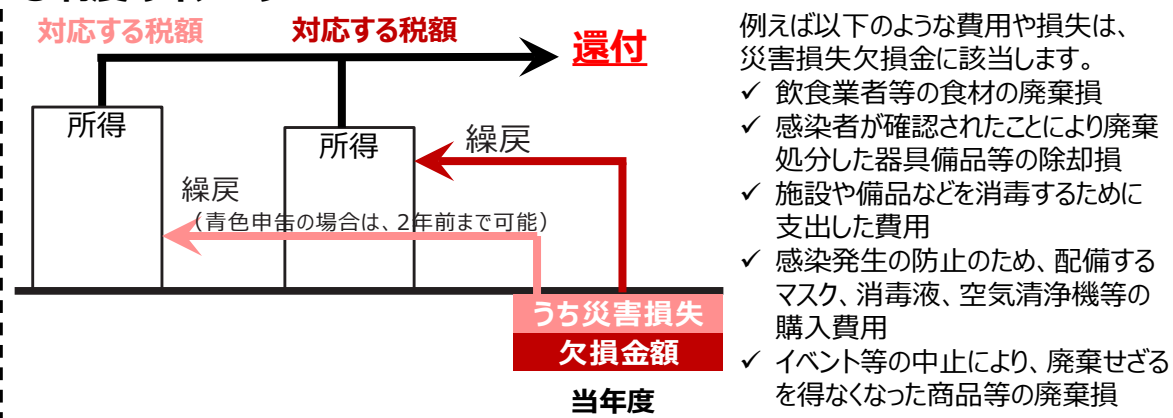 対応する税額
対応する税額
還付
所得
所得
繰戻
繰戻
（青色申告の場合は、2年前まで可能）
うち災害損失
欠損金額
当年度
例えば以下のような費用や損失は、
災害損失欠損金に該当します。
✓ 飲食業者等の食材の廃棄損
✓ 感染者が確認されたことにより廃棄
処分した器具備品等の除却損
✓ 施設や備品などを消毒するために
支出した費用
✓ 感染発生の防止のため、配備する
マスク、消毒液、空気清浄機等の
購入費用
✓ イベント等の中止により、廃棄せざる
を得なくなった商品等の廃棄損